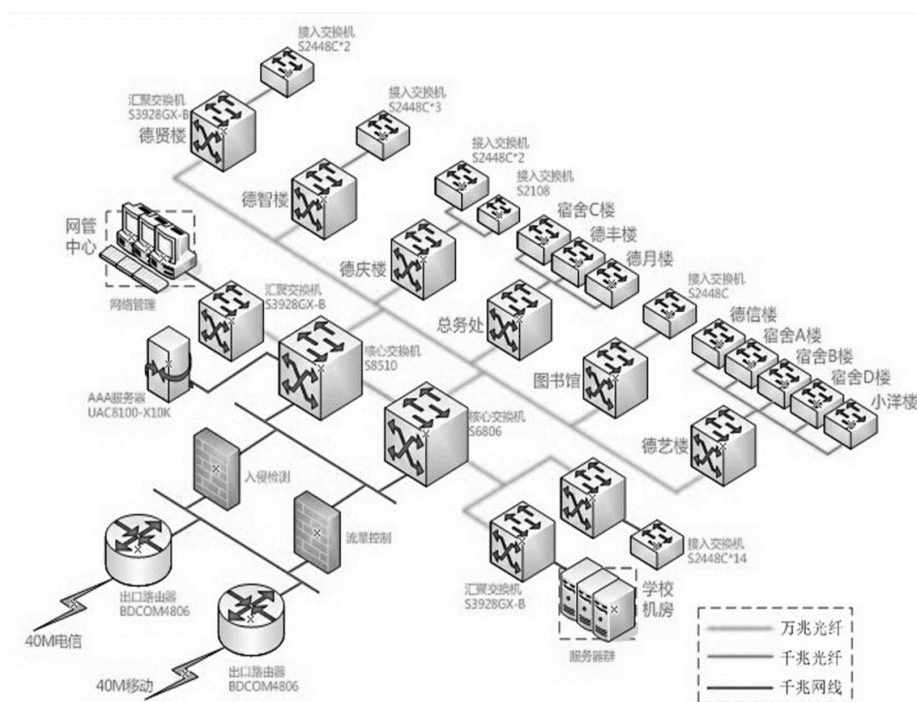 接入交换机
S2448C*2
汇聚交换机
S3928GX-B
德贤楼
接入交换机
S2448C*3
德智楼
接入交换机
S2448C*2
接入交换机
S2108
德庆楼
宿舍C楼
德丰楼
德月楼
总务处
接入交换机
S2448C
图书馆
德信楼
宿舍A楼
宿舍B楼
宿舍D楼
小洋楼
德艺楼
网管
中心
网络管理
汇聚交换机
S3928GX-B
核心交换机
S8510
AAA服务器
UAC8100-X10K
核心交换机
S6806
入侵检测
流量控制
接入交换机
S2448C*14
汇聚交换机
S3928GX-B
学校
机房
服务器群
出口路由器
BDCOM4806
40M电信
出口路由器
BDCOM4806
40M移动
万兆光纤
千兆光纤
千兆网线